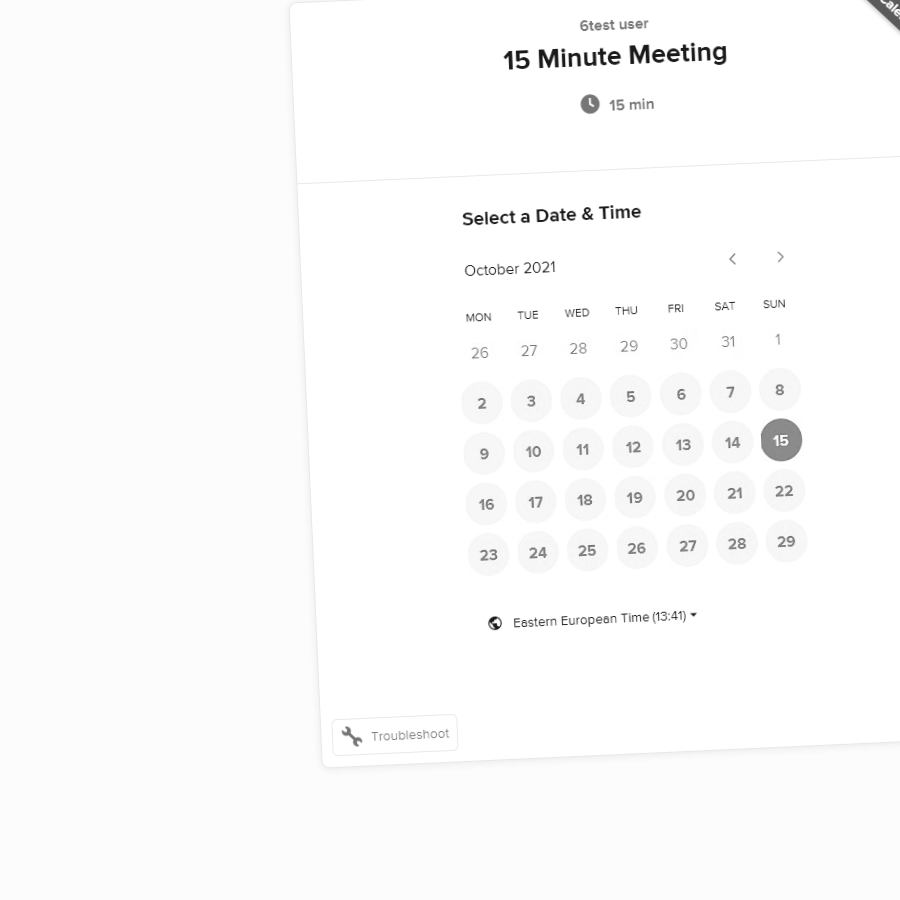 6test user
15 Minute Meeting
15 min
Select a Date & Time
October 2021
MON TUE WED THU FRI SAT SUN
26 27 28 29 30 31 1
2 3 4 5 6 7 8
9 10 11 12 13 14 15
16 17 18 19 20 21 22
23 24 25 26 27 28 29
Eastern European Time (13:41)
Troubleshoot